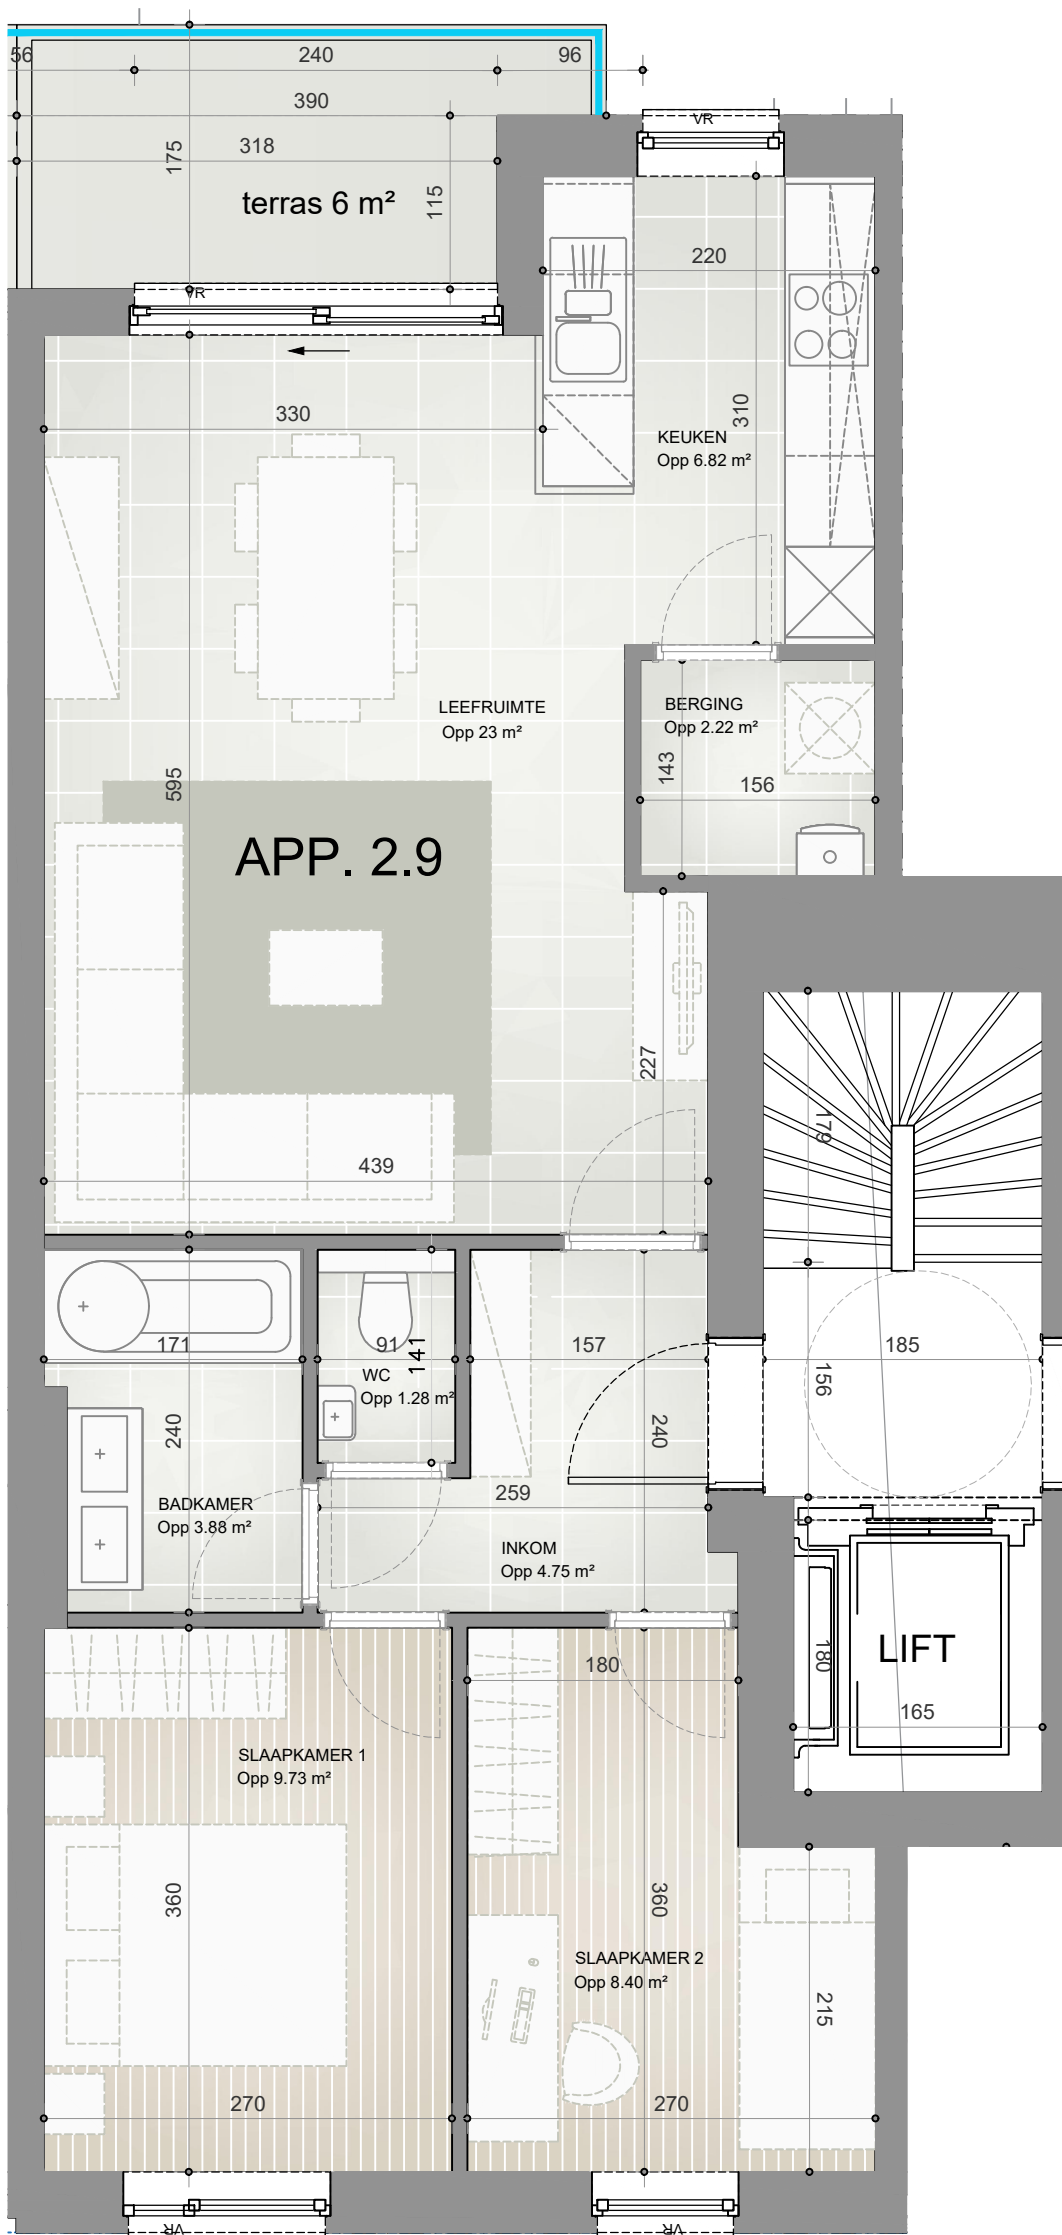 56
240
96
390
VR
318
175
terras 6 m²
115
220
VR
330
310
KEUKEN
Opp 6.82 m²
LEEFRUIMTE
Opp 23 m²
BERGING
Opp 2.22 m²
143
156
595
APP. 2.9
227
179
439
171
91
141
157
185
WC
Opp 1.28 m²
156
240
240
259
BADKAMER
Opp 3.88 m²
INKOM
Opp 4.75 m²
LIFT
180
180
165
SLAAPKAMER 1
Opp 9.73 m²
360
360
SLAAPKAMER 2
Opp 8.40 m²
215
270
270
VR
VR